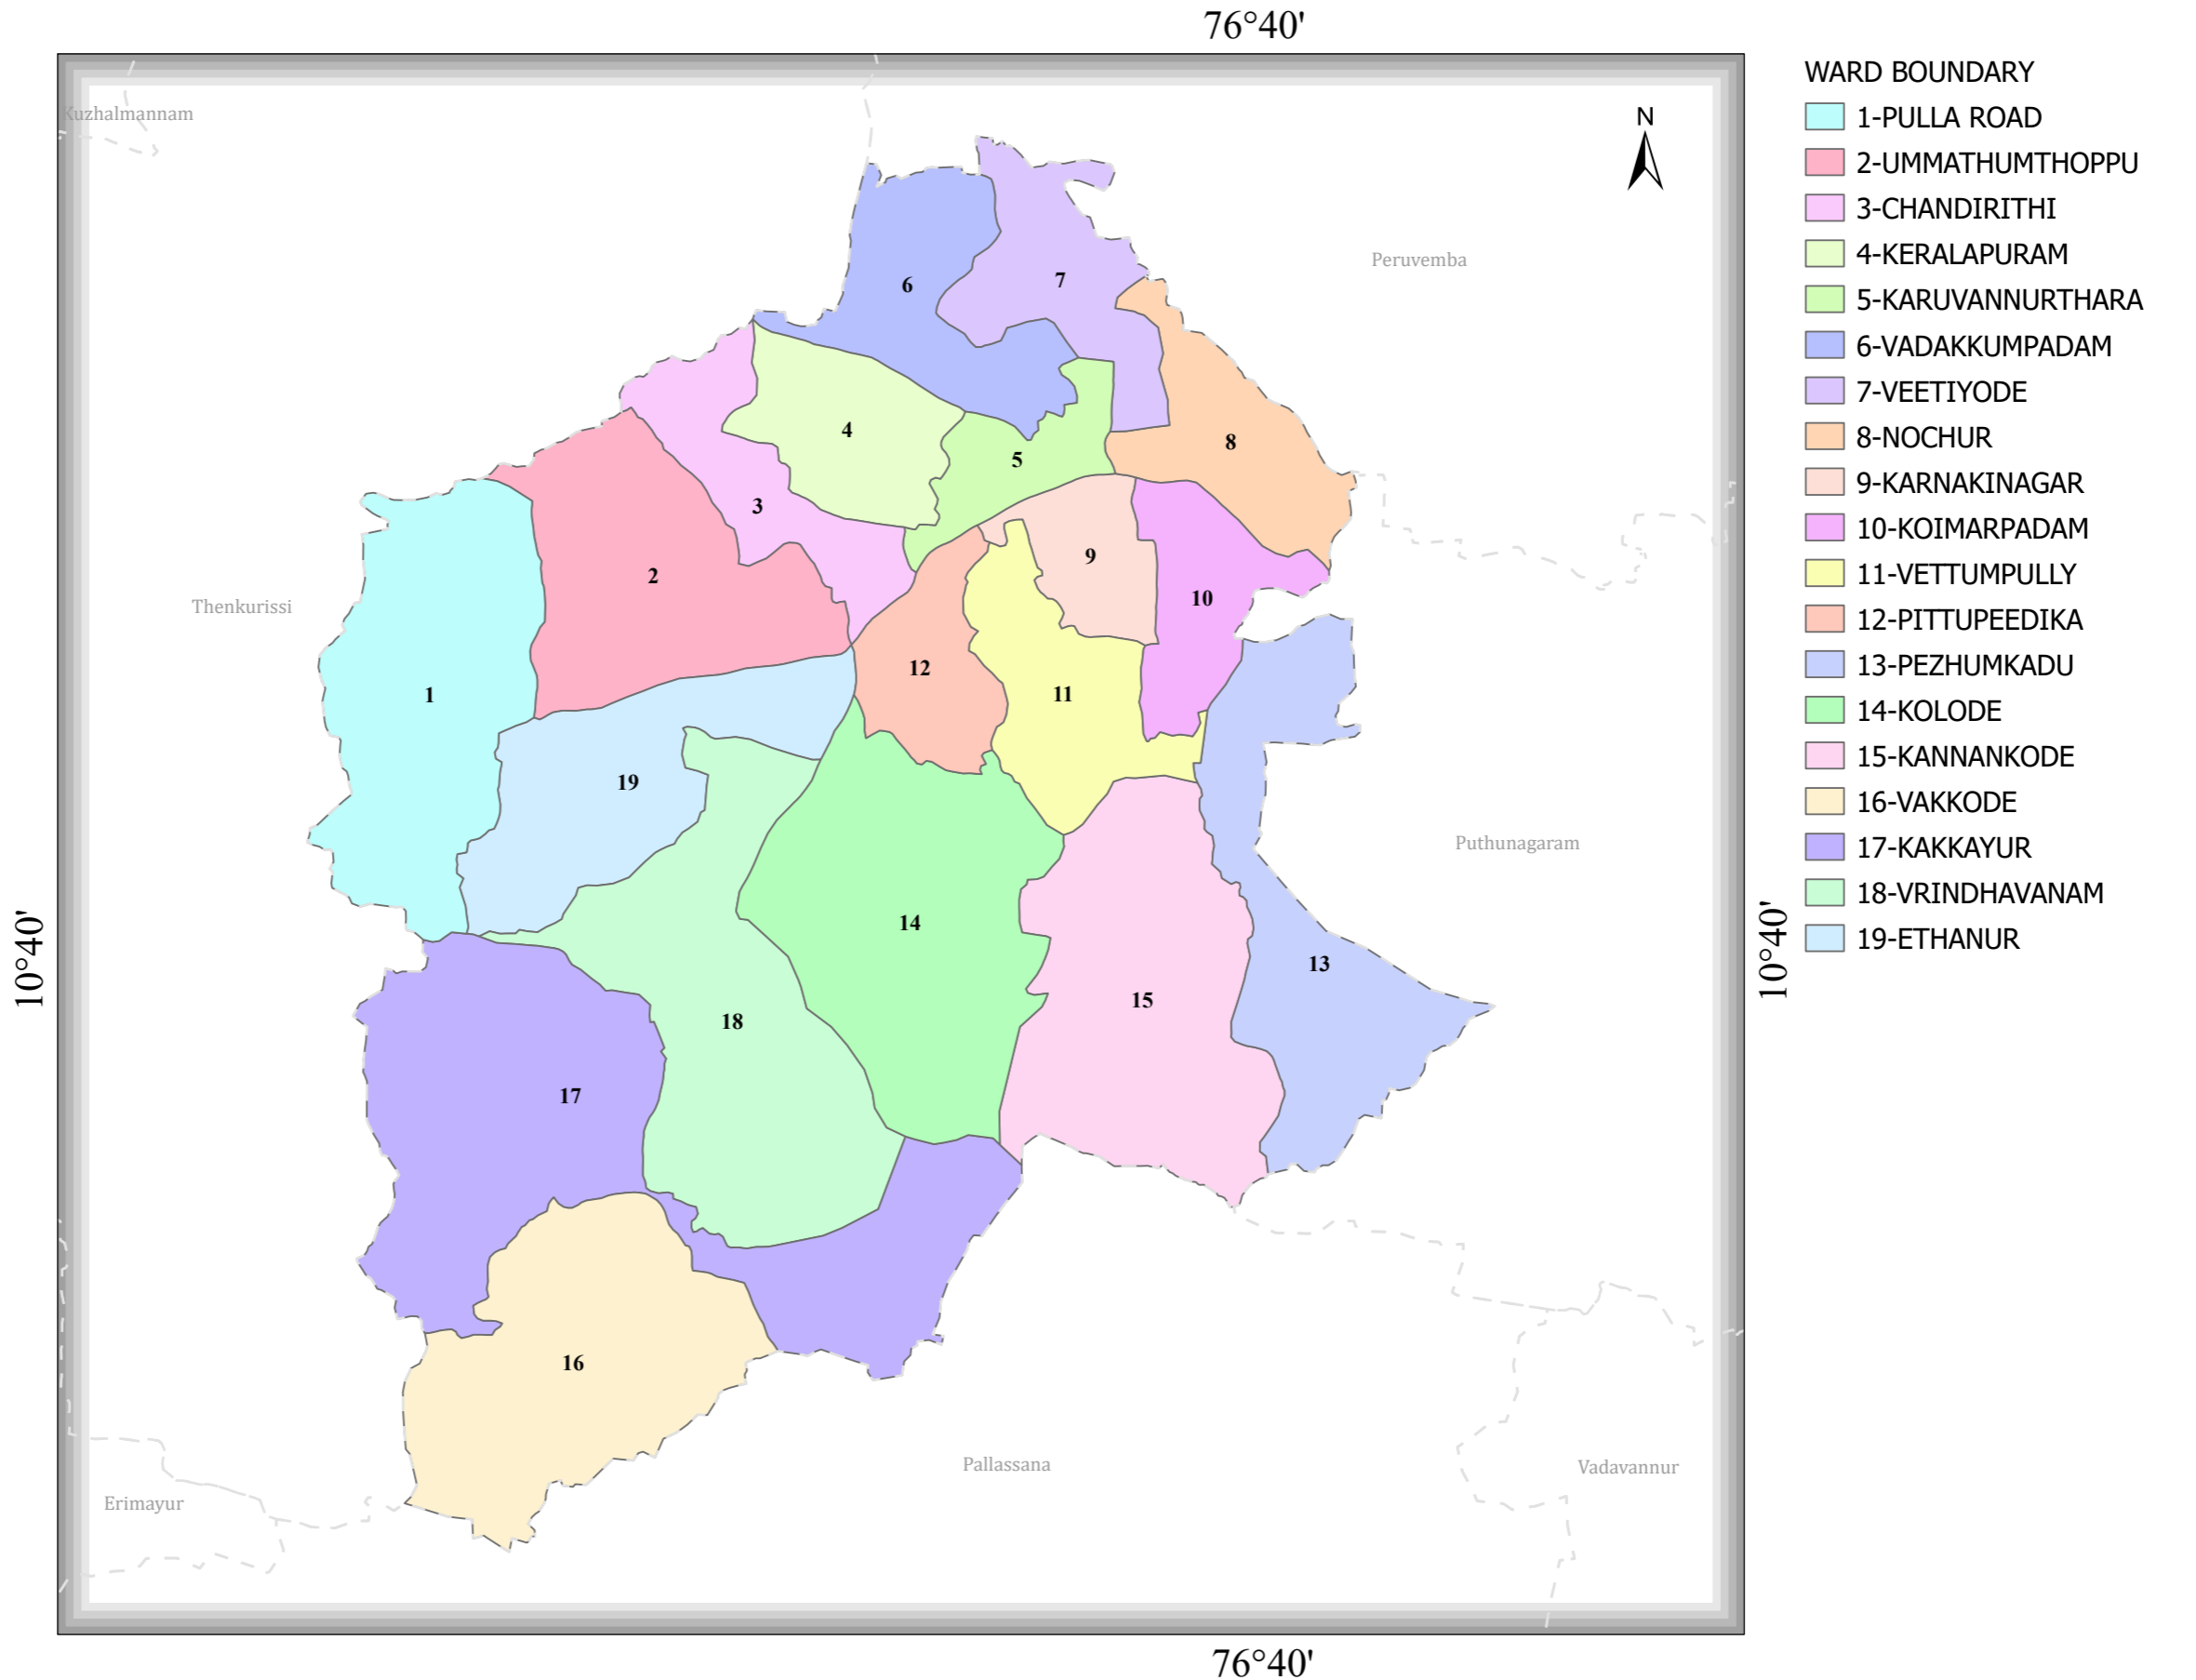 76°40'
Kuzhalmannam
N
Peruvemba
6
7
4
8
5
3
9
Thenkurissi
2
10
12
1
11
19
Puthunagaram
14
13
15
18
17
16
Pallassana
Vadavannur
Erimayur
10°40'
10°40'
76°40'
WARD BOUNDARY
1-PULLA ROAD
2-UMMATHUMTHOPPU
3-CHANDIRITHI
4-KERALAPURAM
5-KARUVANNURTHARA
6-VADAKKUMPADAM
7-VEETIYODE
8-NOCHUR
9-KARNAKINAGAR
10-KOIMARPADAM
11-VETTUMPULLY
12-PITTUPEEDIKA
13-PEZHUMKADU
14-KOLODE
15-KANNANKODE
16-VAKKODE
17-KAKKAYUR
18-VRINDHAVANAM
19-ETHANUR